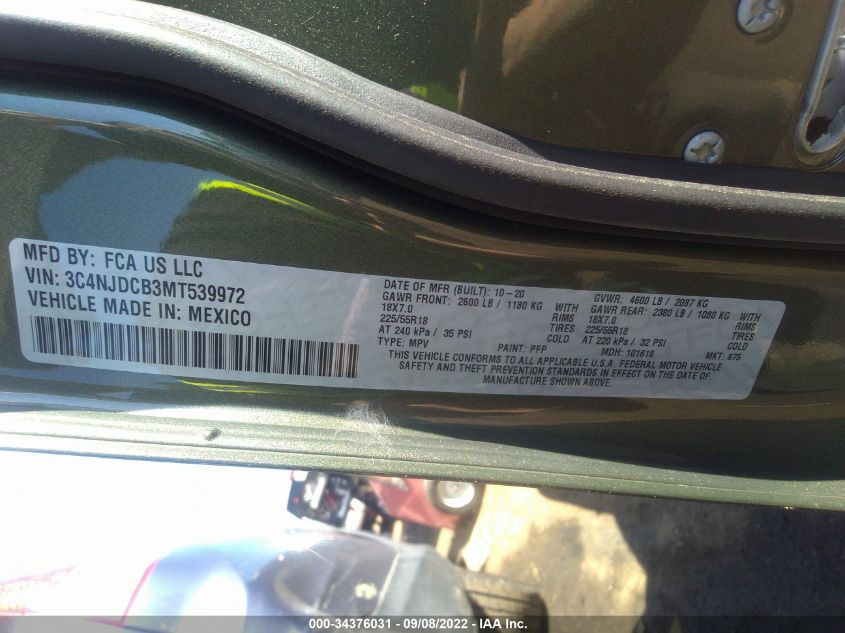 MFD BY: FCA US LLC
VIN: 3C4NJDCB3MT539972
VEHICLE MADE IN: MEXICO
DATE OF MFR (BUILT): 10-20
GVWR: 4600 LB / 2087 KG
GAWR FRONT: 2600 LB / 1180 KG WITH
GAWR REAR: 2380 LB / 1080 KG WITH
18X7.0 RIMS
18X7.0 RIMS
225/55R18 TIRES
225/55R18 TIRES
AT 240 kPa / 35 PSI COLD
AT 220 kPa / 32 PSI COLD
TYPE: MPV PAINT: PFP MDH: 101618 MKT: 675
THIS VEHICLE CONFORMS TO ALL APPLICABLE U.S.A. FEDERAL MOTOR VEHICLE
SAFETY AND THEFT PREVENTION STANDARDS IN EFFECT ON THE DATE OF
MANUFACTURE SHOWN ABOVE.
000-34376031 - 09/08/2022 - IAA Inc.